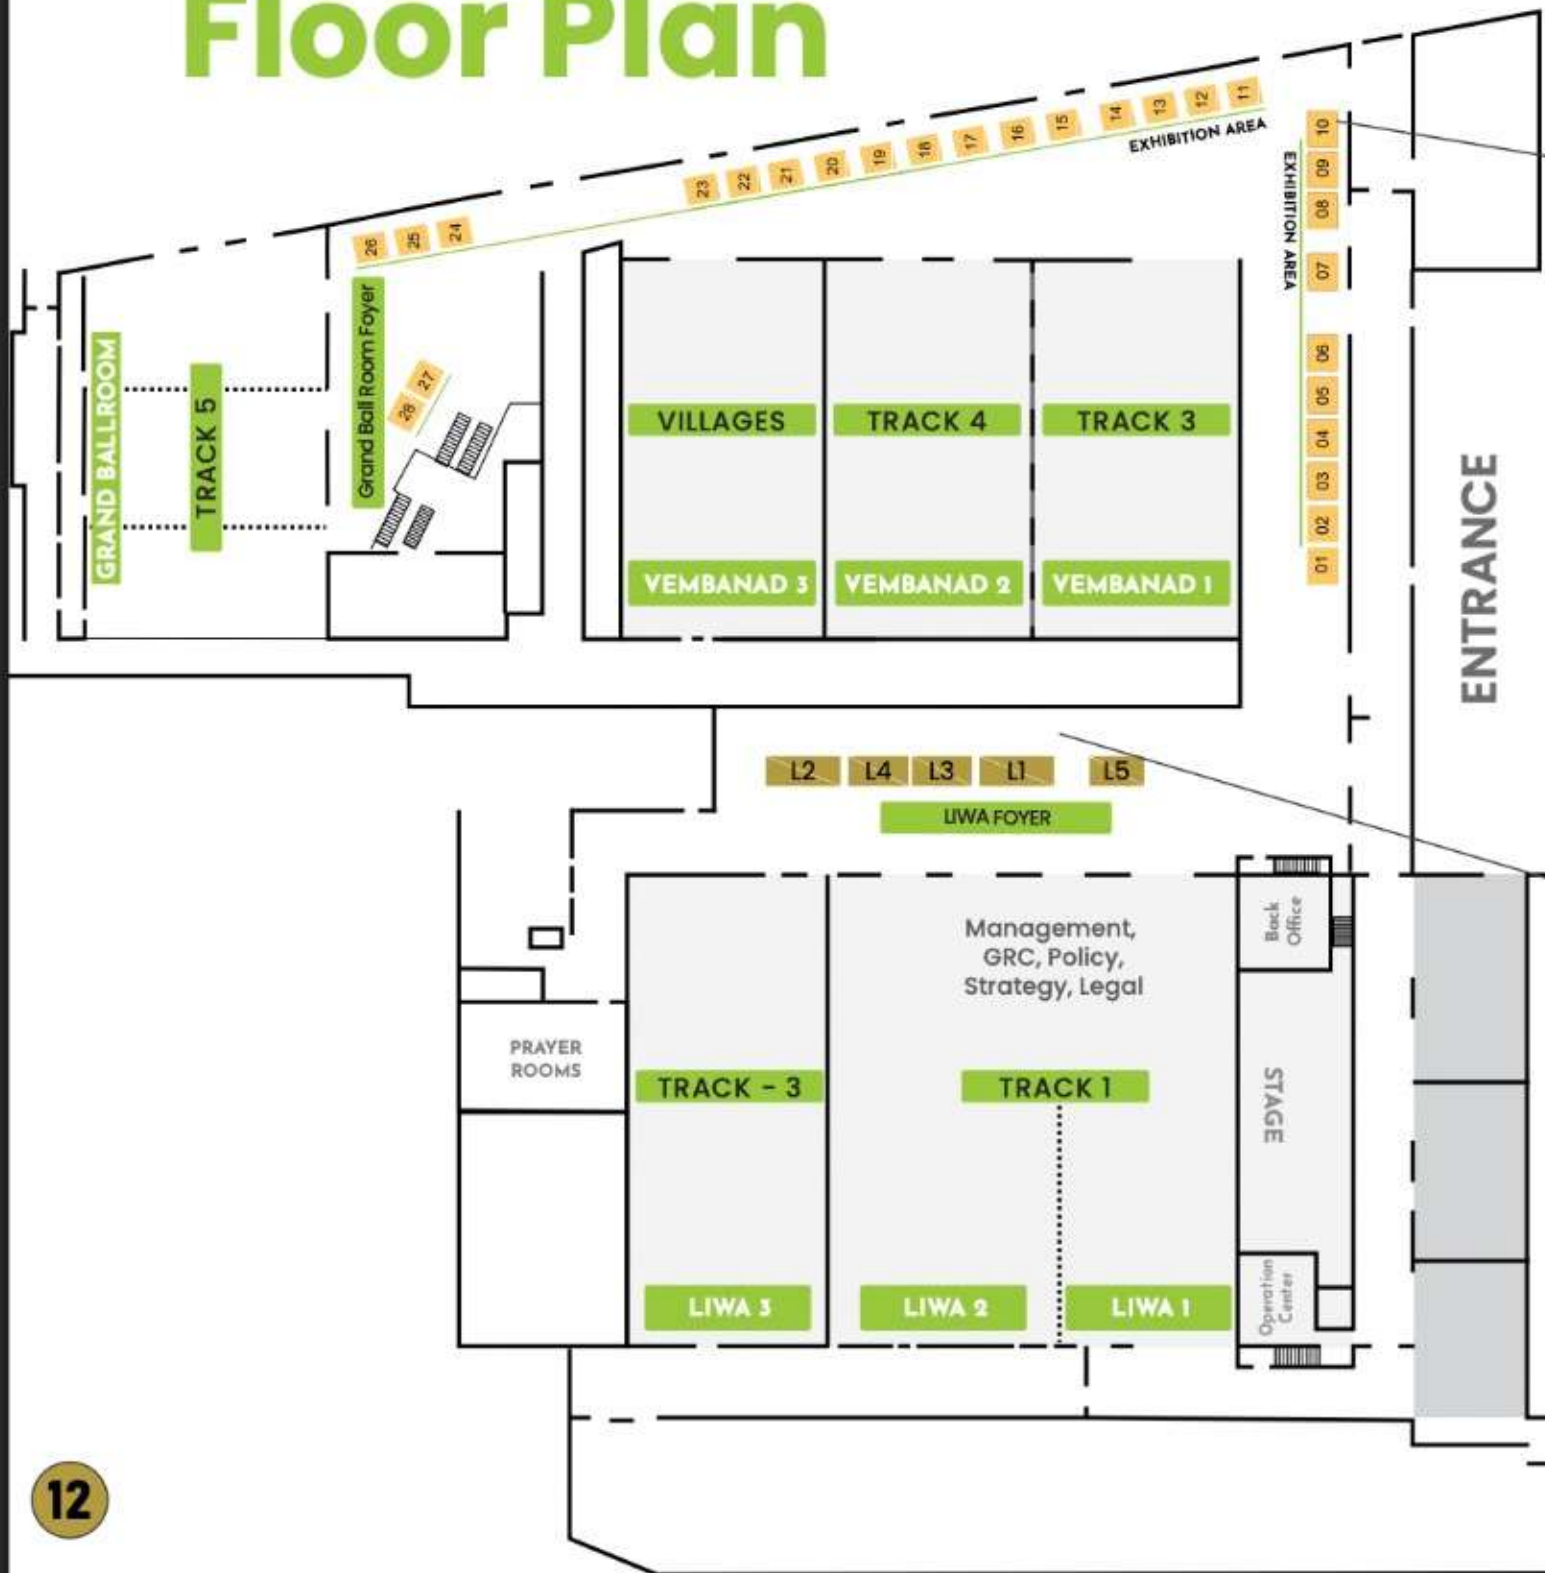 Floor Plan
11
12
13
14
15
16
17
18
19
20
21
22
23
24
25
26
EXHIBITION AREA
10
09
08
07
06
05
04
03
02
01
EXHIBITION AREA
ENTRANCE
GRAND BALLROOM
TRACK 5
Grand Ball Room Foyer
27
28
VILLAGES
TRACK 4
TRACK 3
VEMBANAD 3
VEMBANAD 2
VEMBANAD 1
L2
L4
L3
L1
L5
LIWA FOYER
Management,
GRC, Policy,
Strategy, Legal
Back
Office
PRAYER
ROOMS
TRACK - 3
TRACK 1
STAGE
LIWA 3
LIWA 2
LIWA 1
Operation
Center
12